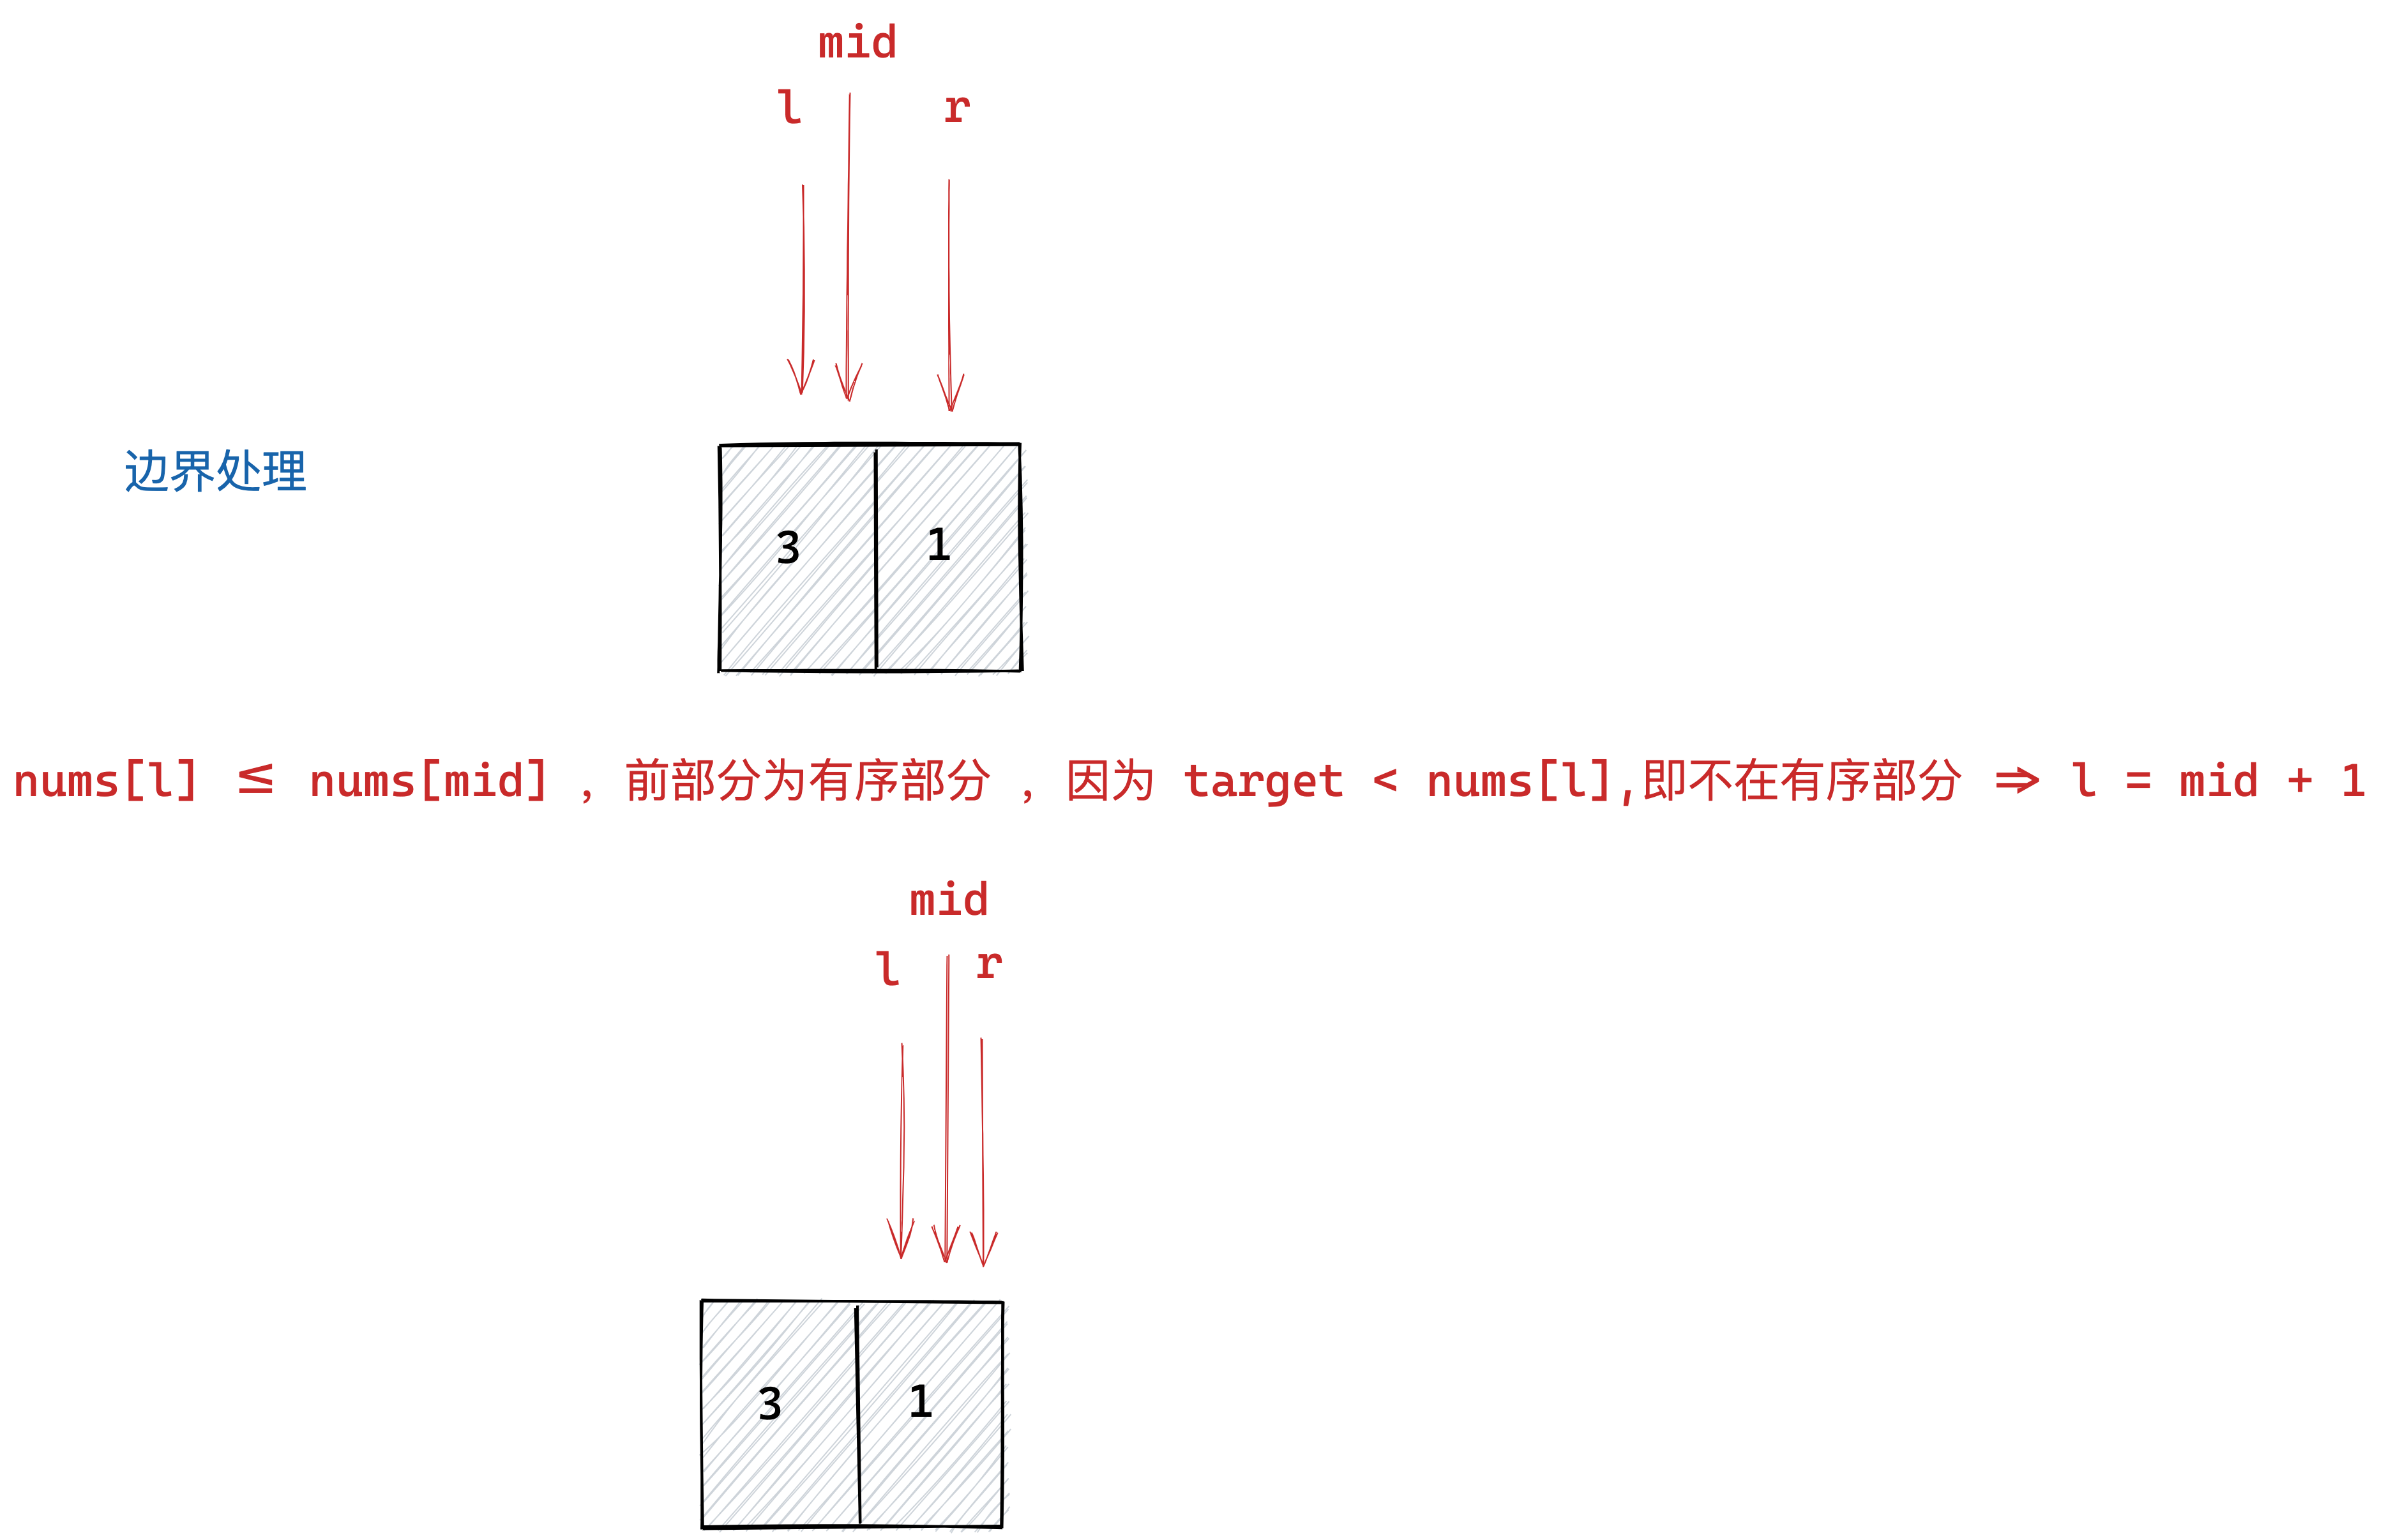 mid
l r
边界处理
3 1
nums[l] ≤ nums[mid] , 前部分为有序部分 , 因为 target < nums[l],即不在有序部分 => l = mid + 1
mid
l r
3 1